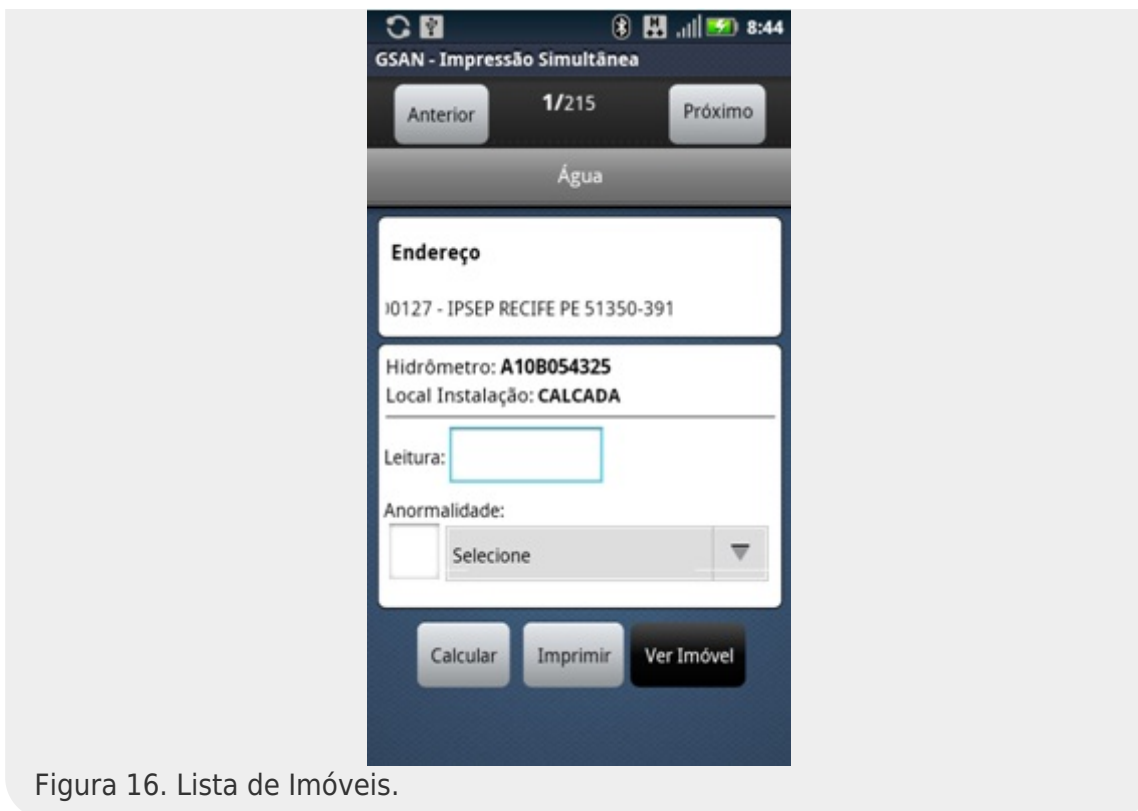 8:44
GSAN - Impressão Simultânea
Anterior 1/215 Próximo
Água
Endereço
00127 - IPSEP RECIFE PE 51350-391
Hidrômetro: A10B054325
Local Instalação: CALCADA
Leitura:
Anormalidade:
Selecione
Calcular Imprimir Ver Imóvel
Figura 16. Lista de Imóveis.